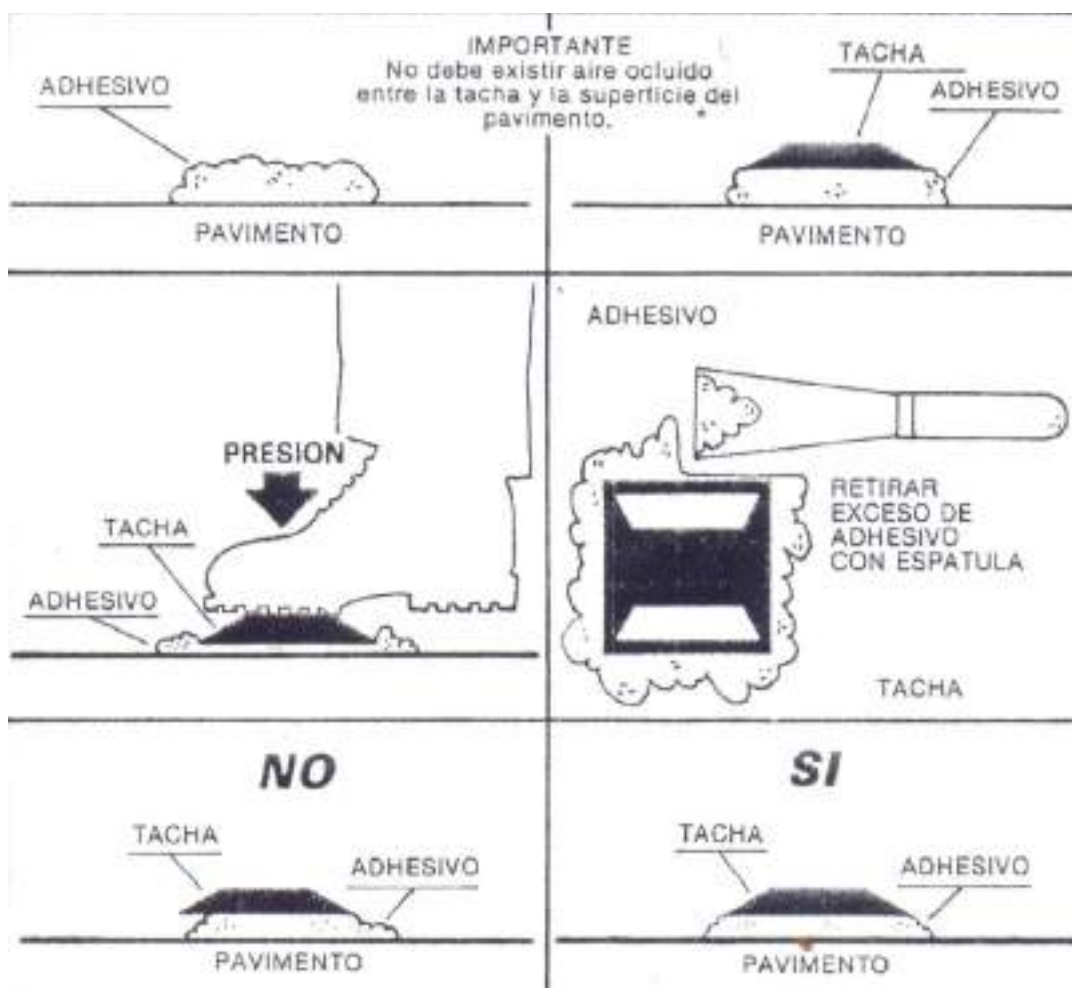 ADHESIVO
PAVIMENTO
IMPORTANTE
No debe existir aire ocluido
entre la tacha y la superficie del
pavimento.
TACHA
ADHESIVO
PAVIMENTO
PRESION
TACHA
ADHESIVO
ADHESIVO
RETIRAR
EXCESO DE
ADHESIVO
CON ESPATULA
TACHA
NO
TACHA
ADHESIVO
PAVIMENTO
SI
TACHA
ADHESIVO
PAVIMENTO